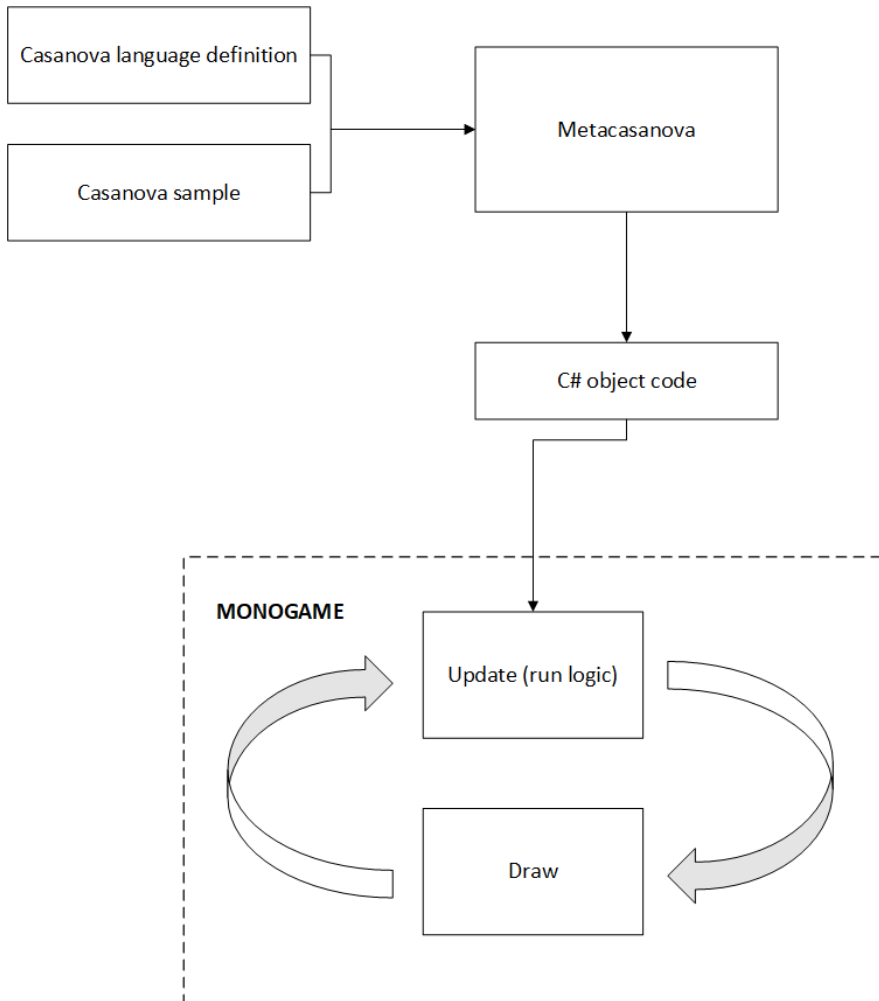 Casanova language definition
Metacasanova
Casanova sample
C# object code
MONOGAME
Update (run logic)
Draw